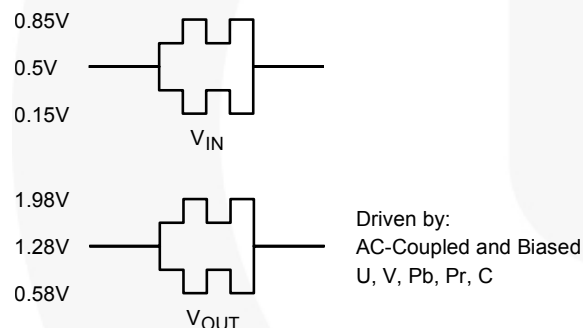 0.85V
0.5V
0.15V
VIN
1.98V
1.28V
0.58V
VOUT
Driven by:
AC-Coupled and Biased
U, V, Pb, Pr, C